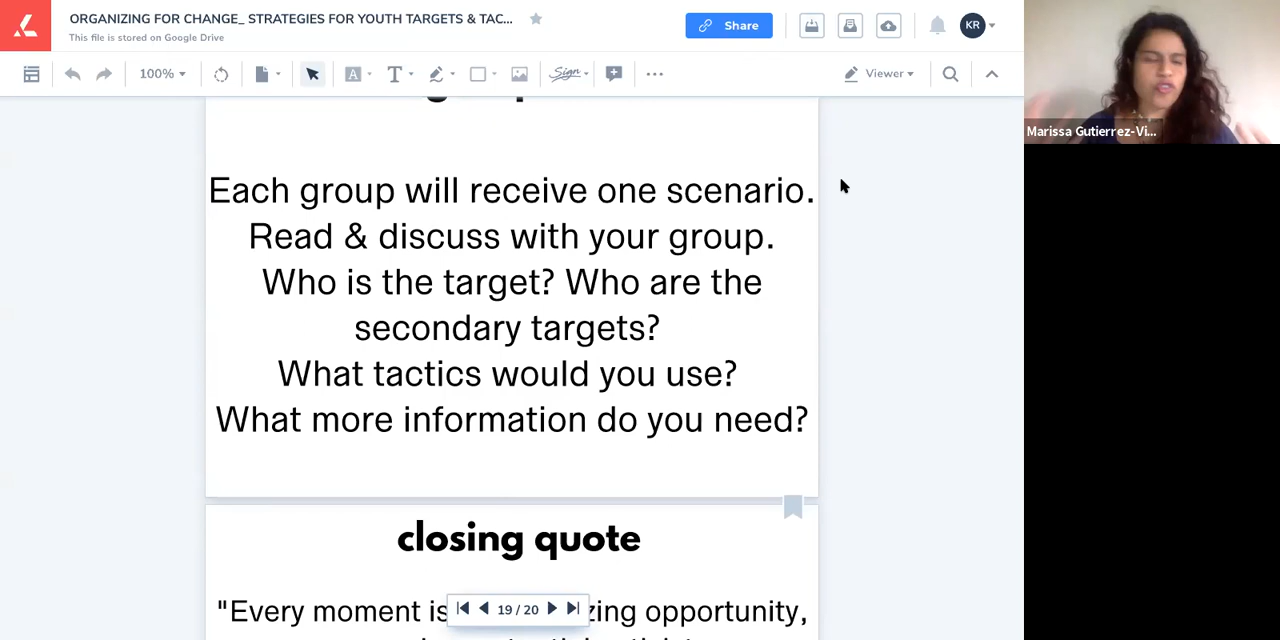 ORGANIZING FOR CHANGE_ STRATEGIES FOR YOUTH TARGETS & TAC...
This file is stored on Google Drive
Share
KR
100%
Sign
Viewer
Marissa Gutierrez-Vi...
Each group will receive one scenario.
Read & discuss with your group.
Who is the target? Who are the
secondary targets?
What tactics would you use?
What more information do you need?
closing quote
"Every moment is zing opportunity,
19 / 20